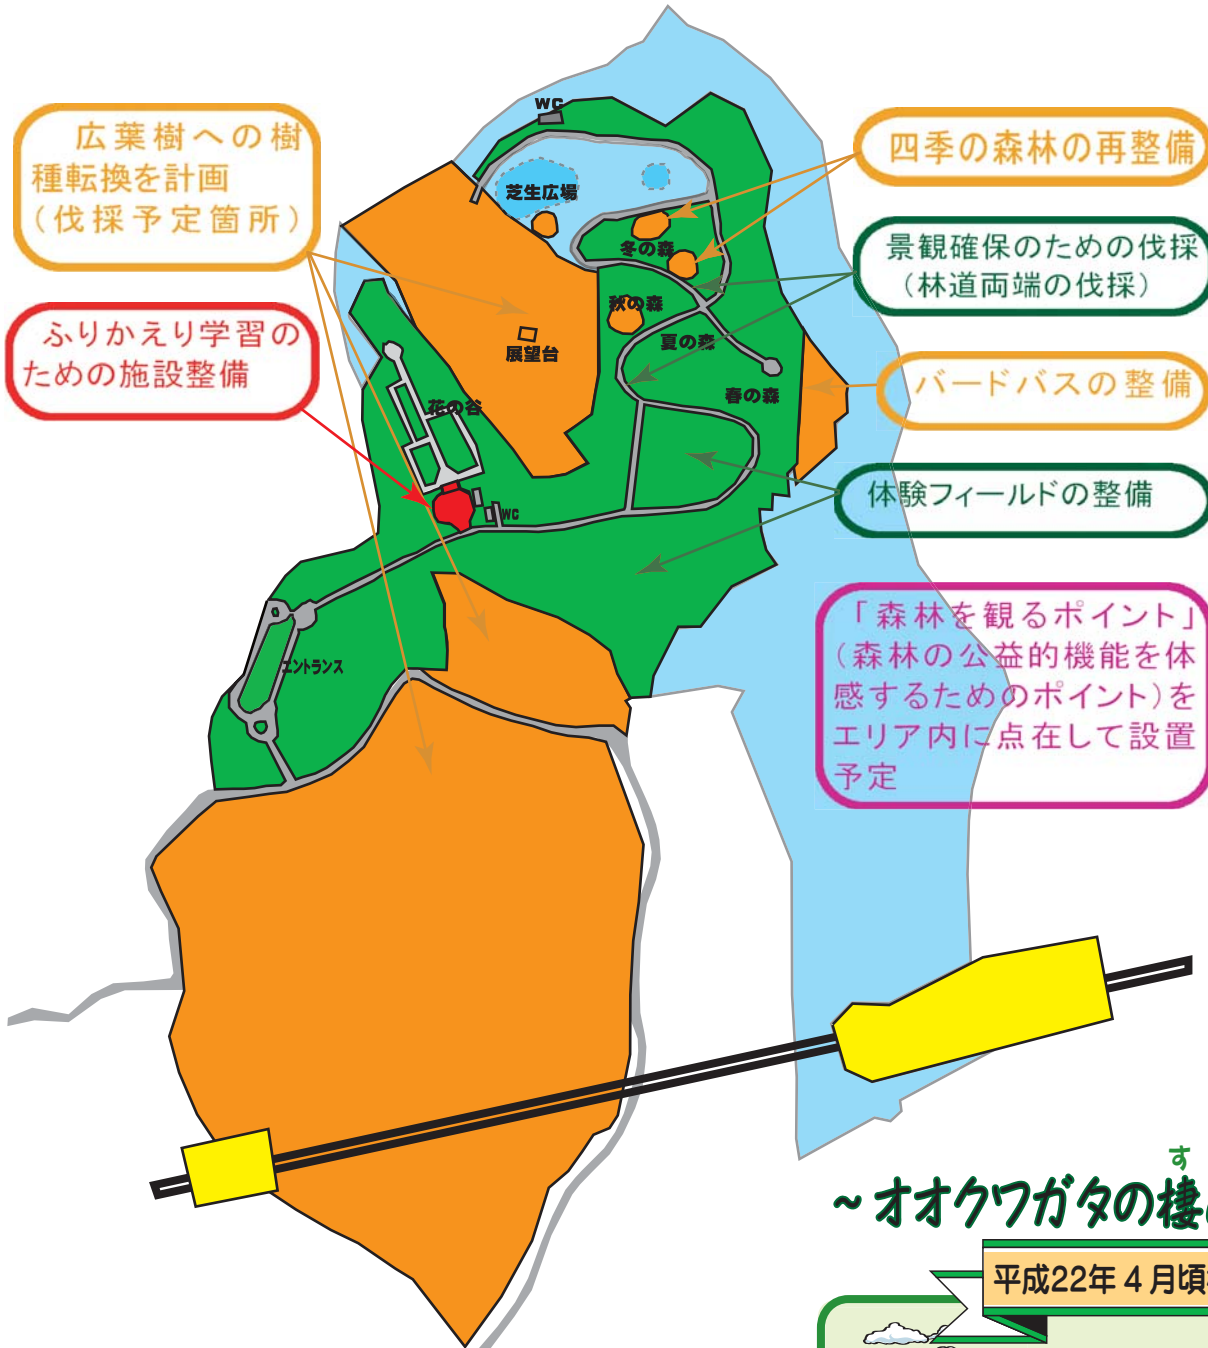 広葉樹への樹
種転換を計画
(伐採予定箇所)
ふりかえり学習の
ための施設整備
WC
芝生広場
冬の森
秋の森
夏の森
展望台
春の森
花の谷
WC
エントランス
四季の森林の再整備
景観確保のための伐採
(林道両端の伐採)
バードバスの整備
体験フィールドの整備
「森林を観るポイント」
(森林の公益的機能を体
感するためのポイント)を
エリア内に点在して設置
予定
す
~オオクワガタの棲
平成22年4月頃